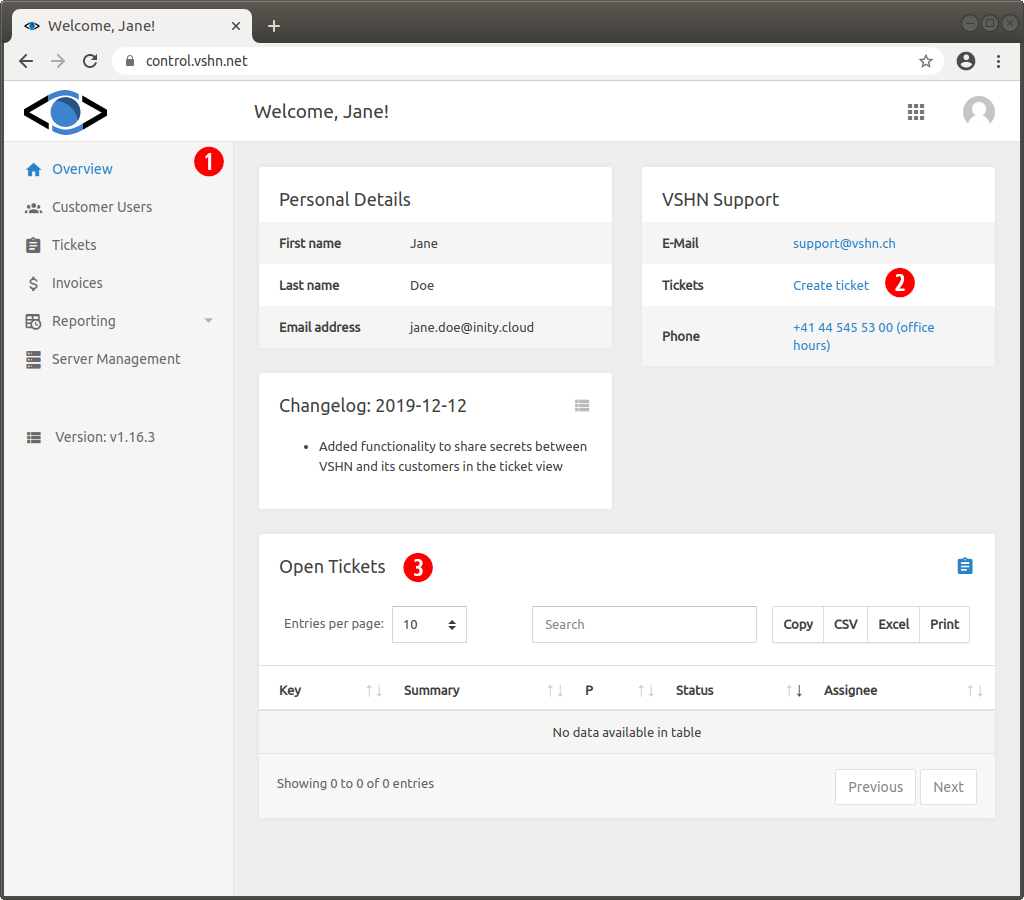 Welcome, Jane!
control.vshn.net
Welcome, Jane!
Overview
1
Customer Users
Tickets
Invoices
Reporting
Server Management
Version: v1.16.3
Personal Details
First name Jane
Last name Doe
Email address jane.doe@inity.cloud
VSHN Support
E-Mail support@vshn.ch
Tickets Create ticket 2
Phone +41 44 545 53 00 (office
hours)
Changelog: 2019-12-12
• Added functionality to share secrets between
VSHN and its customers in the ticket view
Open Tickets 3
Entries per page: 10 Search Copy CSV Excel Print
Key Summary P Status Assignee
No data available in table
Showing 0 to 0 of 0 entries Previous Next